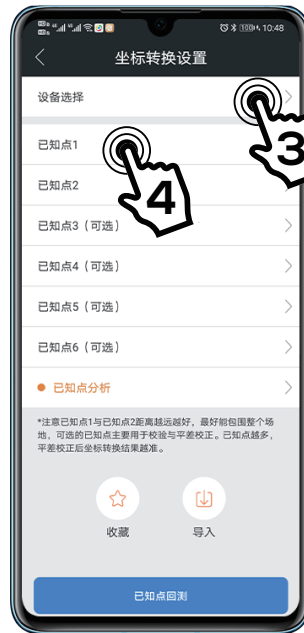 10:48
坐标转换设置
设备选择
3
已知点1
4
已知点2
已知点3（可选）
已知点4（可选）
已知点5（可选）
已知点6（可选）
已知点分析
*注意已知点1与已知点2距离越远越好，最好能包围整个场
地，可选的已知点主要用于校验与平差校正。已知点越多，
平差校正后坐标转换结果越准。
收藏
导入
已知点回测